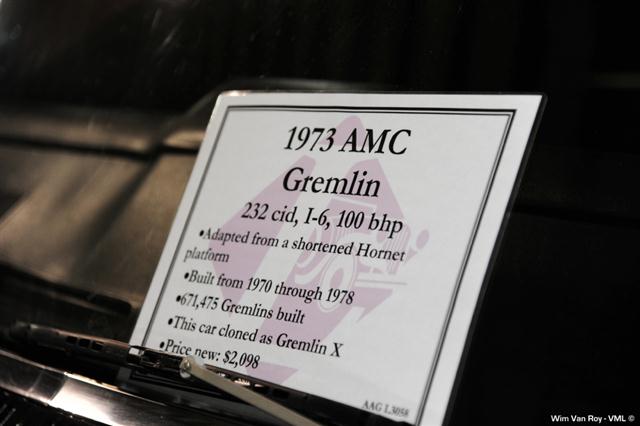 1973 AMC
Gremlin
232 cid, I-6, 100 bhp
•Adapted from a shortened Hornet
platform
•Built from 1970 through 1978
•671,475 Gremlins built
•This car cloned as Gremlin X
•Price new: $2,098
AAG L3058
Wim Van Roy - VML ©